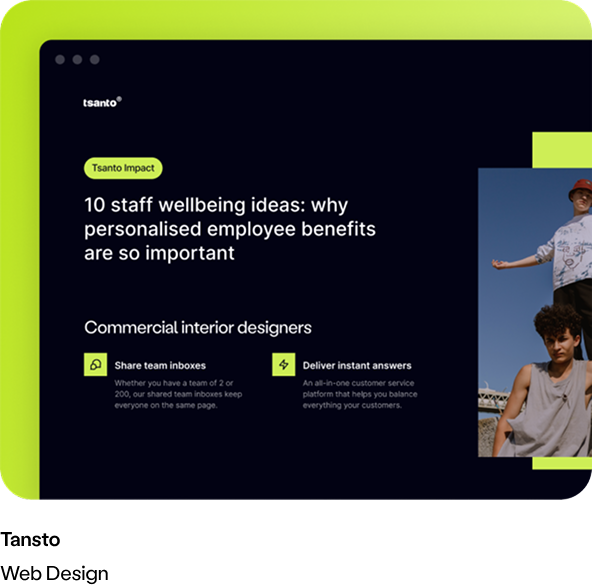 tsanto®
Tsanto Impact
10 staff wellbeing ideas: why
personalised employee benefits
are so important
Commercial interior designers
Share team inboxes
Whether you have a team of 2 or
200, our shared team inboxes keep
everyone on the same page.
Deliver instant answers
An all-in-one customer service
platform that helps you balance
everything your customers.
Tansto
Web Design